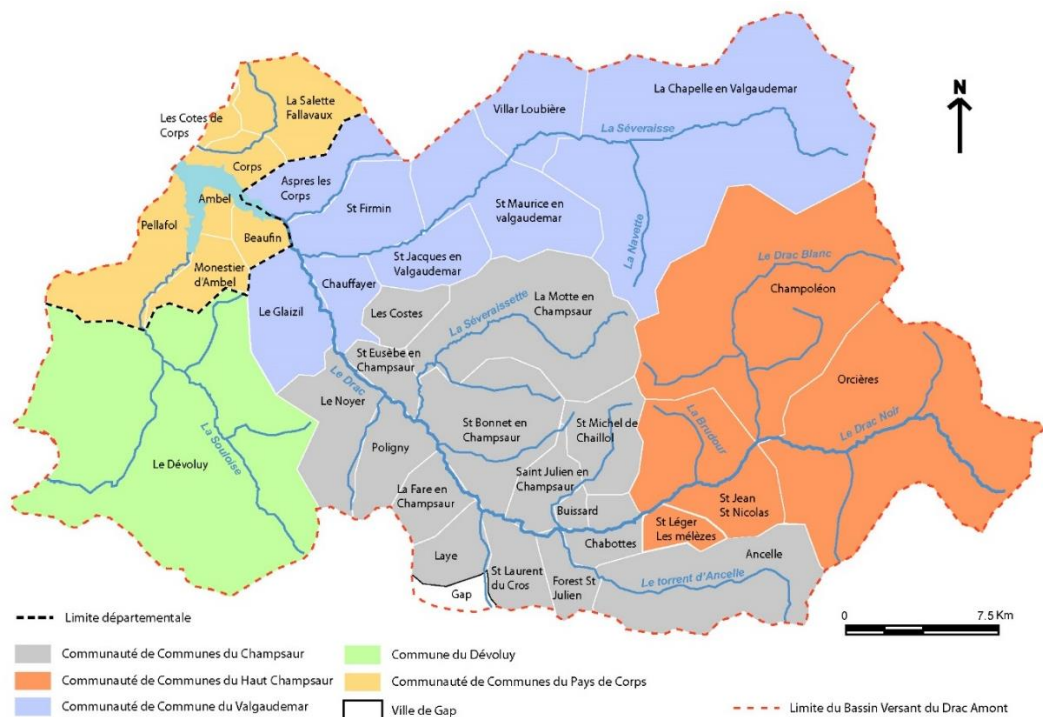 La Salette
Fallavaux
Les Cotes de
Corps
Corps
Villar Loubière
La Chapelle en Valgaudemar
La Séveraisse
N
Aspres les
Corps
Ambel
Pellafol
Beaufin
St Firmin
St Maurice en
valgaudemar
La Navette
Monestier
d'Ambel
St Jacques en
Valgaudemar
Chauffayer
Le Glaizil
Les Costes
La Séveraissette
La Motte en
Champsaur
Le Drac Blanc
Champoléon
St Eusèbe en
Champsaur
Le Drac
Le Noyer
Orcières
Le Drac Noir
La Souloise
Le Dévoluy
Poligny
St Bonnet en
Champsaur
St Michel de
Chaillol
La Brudour
Saint Julien en
Champsaur
La Fare en
Champsaur
Buissard
St Jean
St Nicolas
St Léger
Les mélèzes
Chabottes
Ancelle
Laye
St Laurent
du Cros
Forest St
Julien
Le torrent d'Ancelle
Gap
0 7.5 Km
Limite départementale
Communauté de Communes du Champsaur
Commune du Dévoluy
Communauté de Communes du Haut Champsaur
Communauté de Communes du Pays de Corps
Communauté de Commune du Valgaudemar
Ville de Gap
Limite du Bassin Versant du Drac Amont